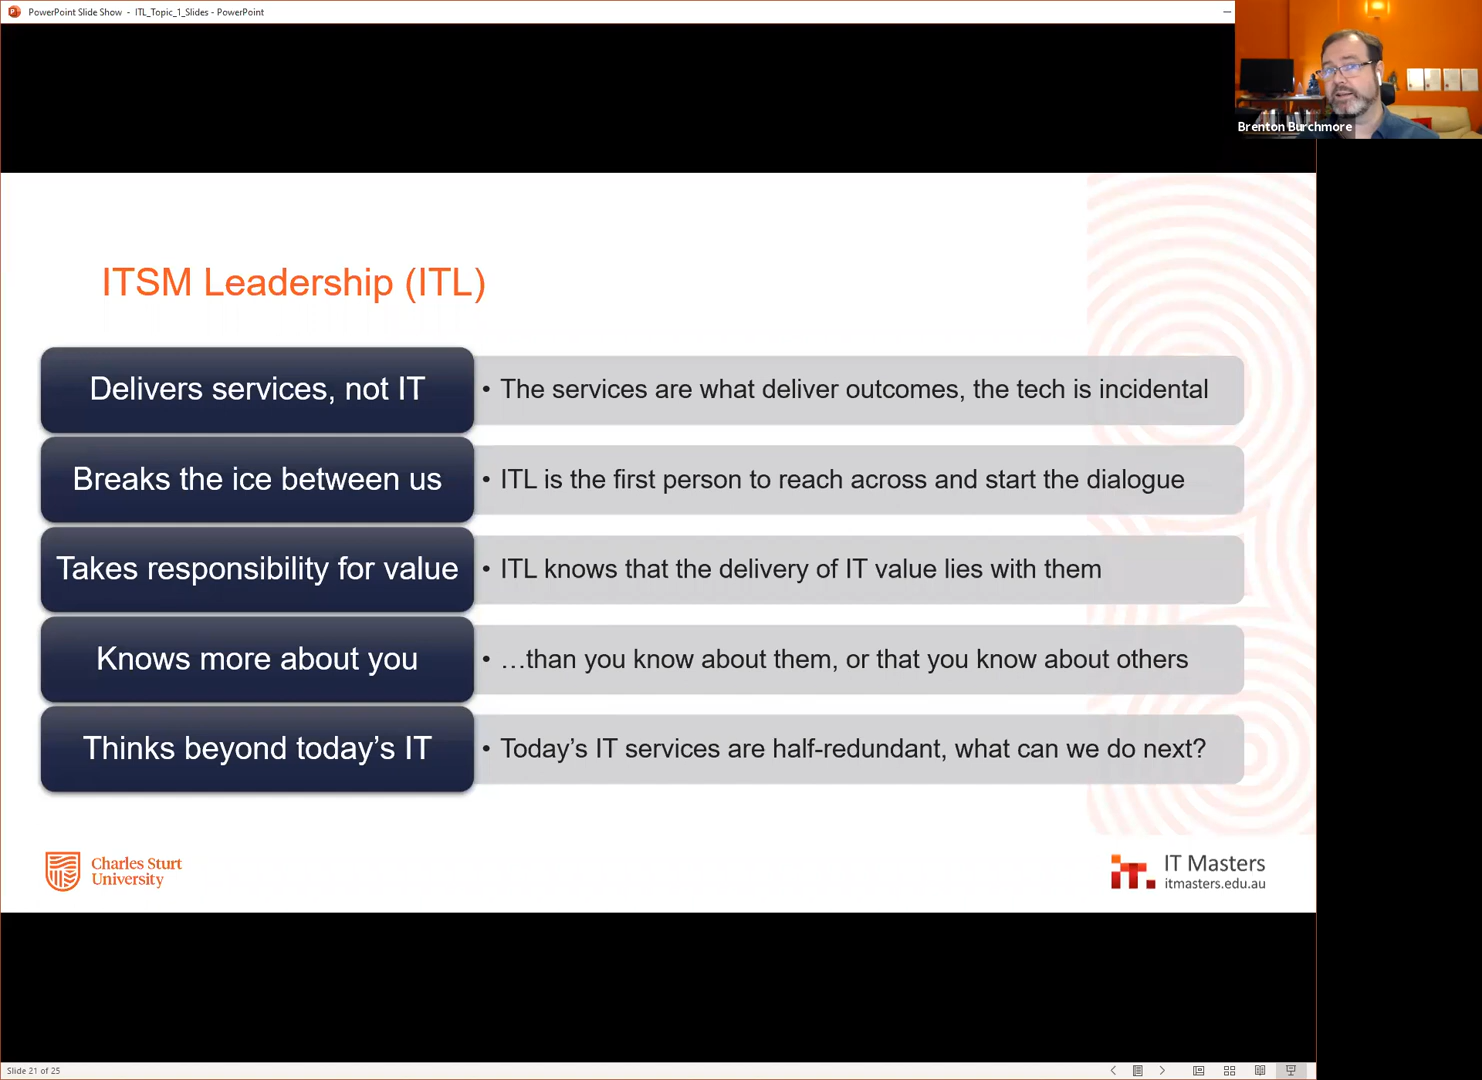 PowerPoint Slide Show - ITL_Topic_1_Slides - PowerPoint
Brenton Burchmore
ITSM Leadership (ITL)
Delivers services, not IT
• The services are what deliver outcomes, the tech is incidental
Breaks the ice between us
• ITL is the first person to reach across and start the dialogue
Takes responsibility for value
• ITL knows that the delivery of IT value lies with them
Knows more about you
• …than you know about them, or that you know about others
Thinks beyond today’s IT
• Today’s IT services are half-redundant, what can we do next?
Charles Sturt
University
it.
IT Masters
itmasters.edu.au
Slide 21 of 25